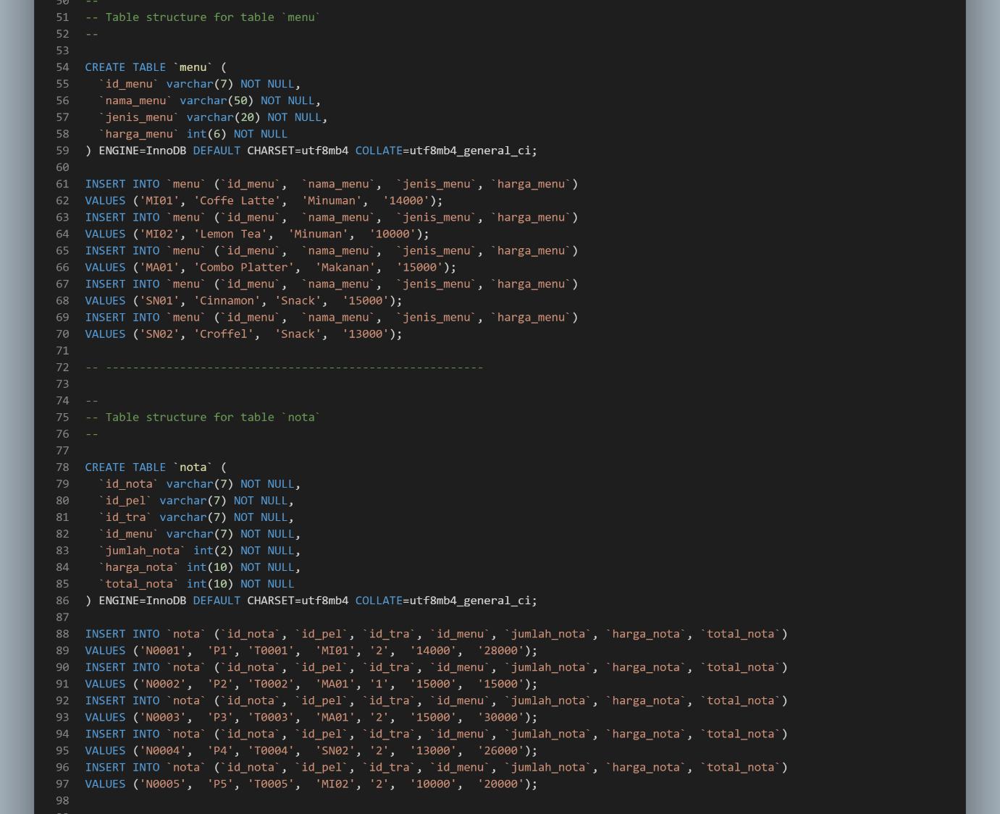 50 --
51 -- Table structure for table `menu`
52 --
53
54 CREATE TABLE `menu` (
55   `id_menu` varchar(7) NOT NULL,
56   `nama_menu` varchar(50) NOT NULL,
57   `jenis_menu` varchar(20) NOT NULL,
58   `harga_menu` int(6) NOT NULL
59 ) ENGINE=InnoDB DEFAULT CHARSET=utf8mb4 COLLATE=utf8mb4_general_ci;
60
61 INSERT INTO `menu` (`id_menu`,  `nama_menu`,  `jenis_menu`, `harga_menu`)
62 VALUES ('MI01', 'Coffe Latte',  'Minuman',  '14000');
63 INSERT INTO `menu` (`id_menu`,  `nama_menu`,  `jenis_menu`, `harga_menu`)
64 VALUES ('MI02', 'Lemon Tea',  'Minuman',  '10000');
65 INSERT INTO `menu` (`id_menu`,  `nama_menu`,  `jenis_menu`, `harga_menu`)
66 VALUES ('MA01', 'Combo Platter',  'Makanan',  '15000');
67 INSERT INTO `menu` (`id_menu`,  `nama_menu`,  `jenis_menu`, `harga_menu`)
68 VALUES ('SN01', 'Cinnamon', 'Snack',  '15000');
69 INSERT INTO `menu` (`id_menu`,  `nama_menu`,  `jenis_menu`, `harga_menu`)
70 VALUES ('SN02', 'Croffel',  'Snack',  '13000');
71
72 -- --------------------------------------------------------
73
74 --
75 -- Table structure for table `nota`
76 --
77
78 CREATE TABLE `nota` (
79   `id_nota` varchar(7) NOT NULL,
80   `id_pel` varchar(7) NOT NULL,
81   `id_tra` varchar(7) NOT NULL,
82   `id_menu` varchar(7) NOT NULL,
83   `jumlah_nota` int(2) NOT NULL,
84   `harga_nota` int(10) NOT NULL,
85   `total_nota` int(10) NOT NULL
86 ) ENGINE=InnoDB DEFAULT CHARSET=utf8mb4 COLLATE=utf8mb4_general_ci;
87
88 INSERT INTO `nota` (`id_nota`, `id_pel`, `id_tra`, `id_menu`, `jumlah_nota`, `harga_nota`, `total_nota`)
89 VALUES ('N0001',  'P1', 'T0001',  'MI01', '2',  '14000',  '28000');
90 INSERT INTO `nota` (`id_nota`, `id_pel`, `id_tra`, `id_menu`, `jumlah_nota`, `harga_nota`, `total_nota`)
91 VALUES ('N0002',  'P2', 'T0002',  'MA01', '1',  '15000',  '15000');
92 INSERT INTO `nota` (`id_nota`, `id_pel`, `id_tra`, `id_menu`, `jumlah_nota`, `harga_nota`, `total_nota`)
93 VALUES ('N0003',  'P3', 'T0003',  'MA01', '2',  '15000',  '30000');
94 INSERT INTO `nota` (`id_nota`, `id_pel`, `id_tra`, `id_menu`, `jumlah_nota`, `harga_nota`, `total_nota`)
95 VALUES ('N0004',  'P4', 'T0004',  'SN02', '2',  '13000',  '26000');
96 INSERT INTO `nota` (`id_nota`, `id_pel`, `id_tra`, `id_menu`, `jumlah_nota`, `harga_nota`, `total_nota`)
97 VALUES ('N0005',  'P5', 'T0005',  'MI02', '2',  '10000',  '20000');
98